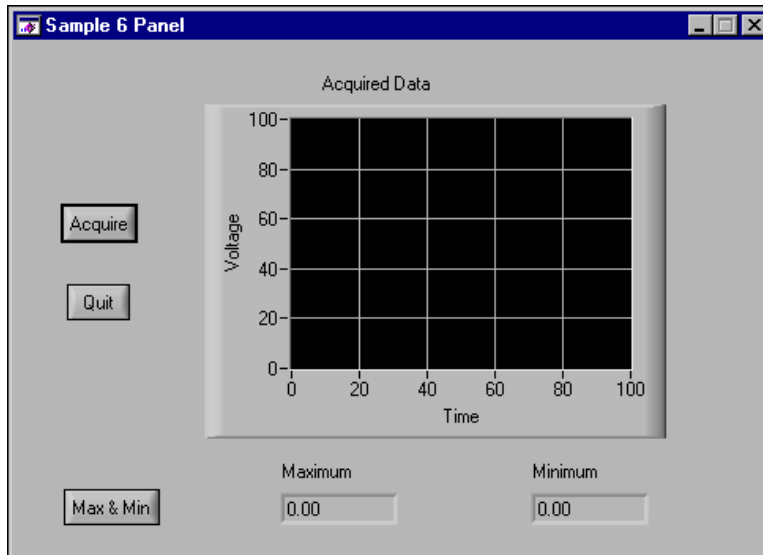 Sample 6 Panel
Acquired Data
100
80
60
40
20
0
Voltage
0 20 40 60 80 100
Time
Acquire
Quit
Maximum Minimum
Max & Min 0.00 0.00